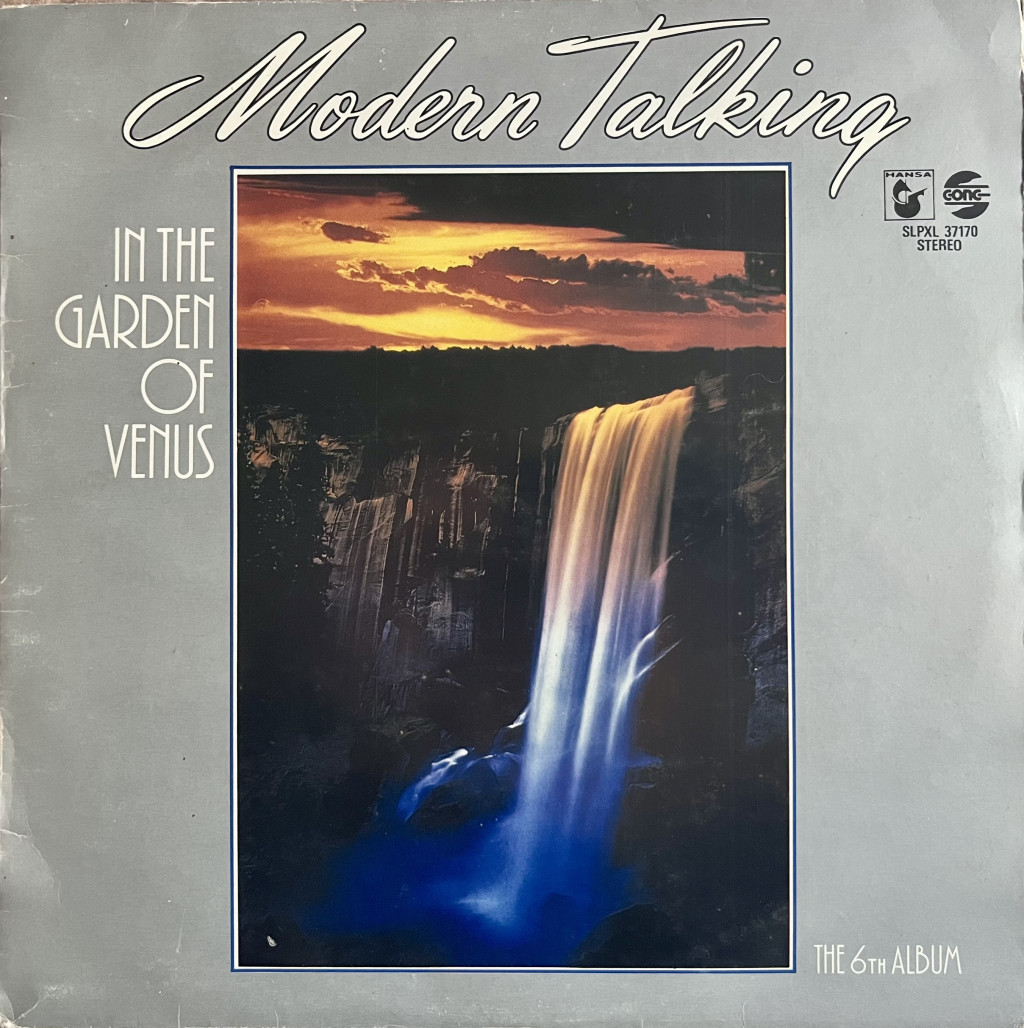 Modern Talking
IN THE
GARDEN
OF
VENUS
HANSA
GONG
SLPXL 37170
STEREO
THE 6TH ALBUM